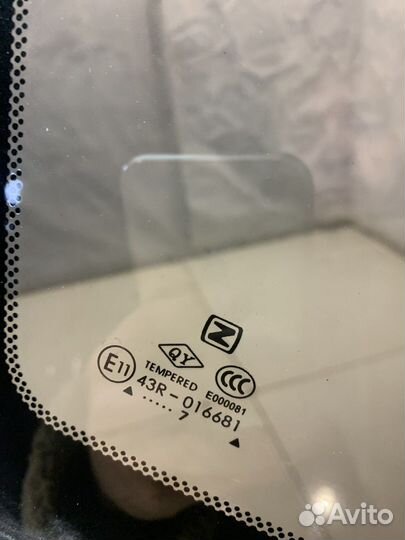 Z
QY
E11
TEMPERED
CCC
E000081
43R-016681
.....7
Avito